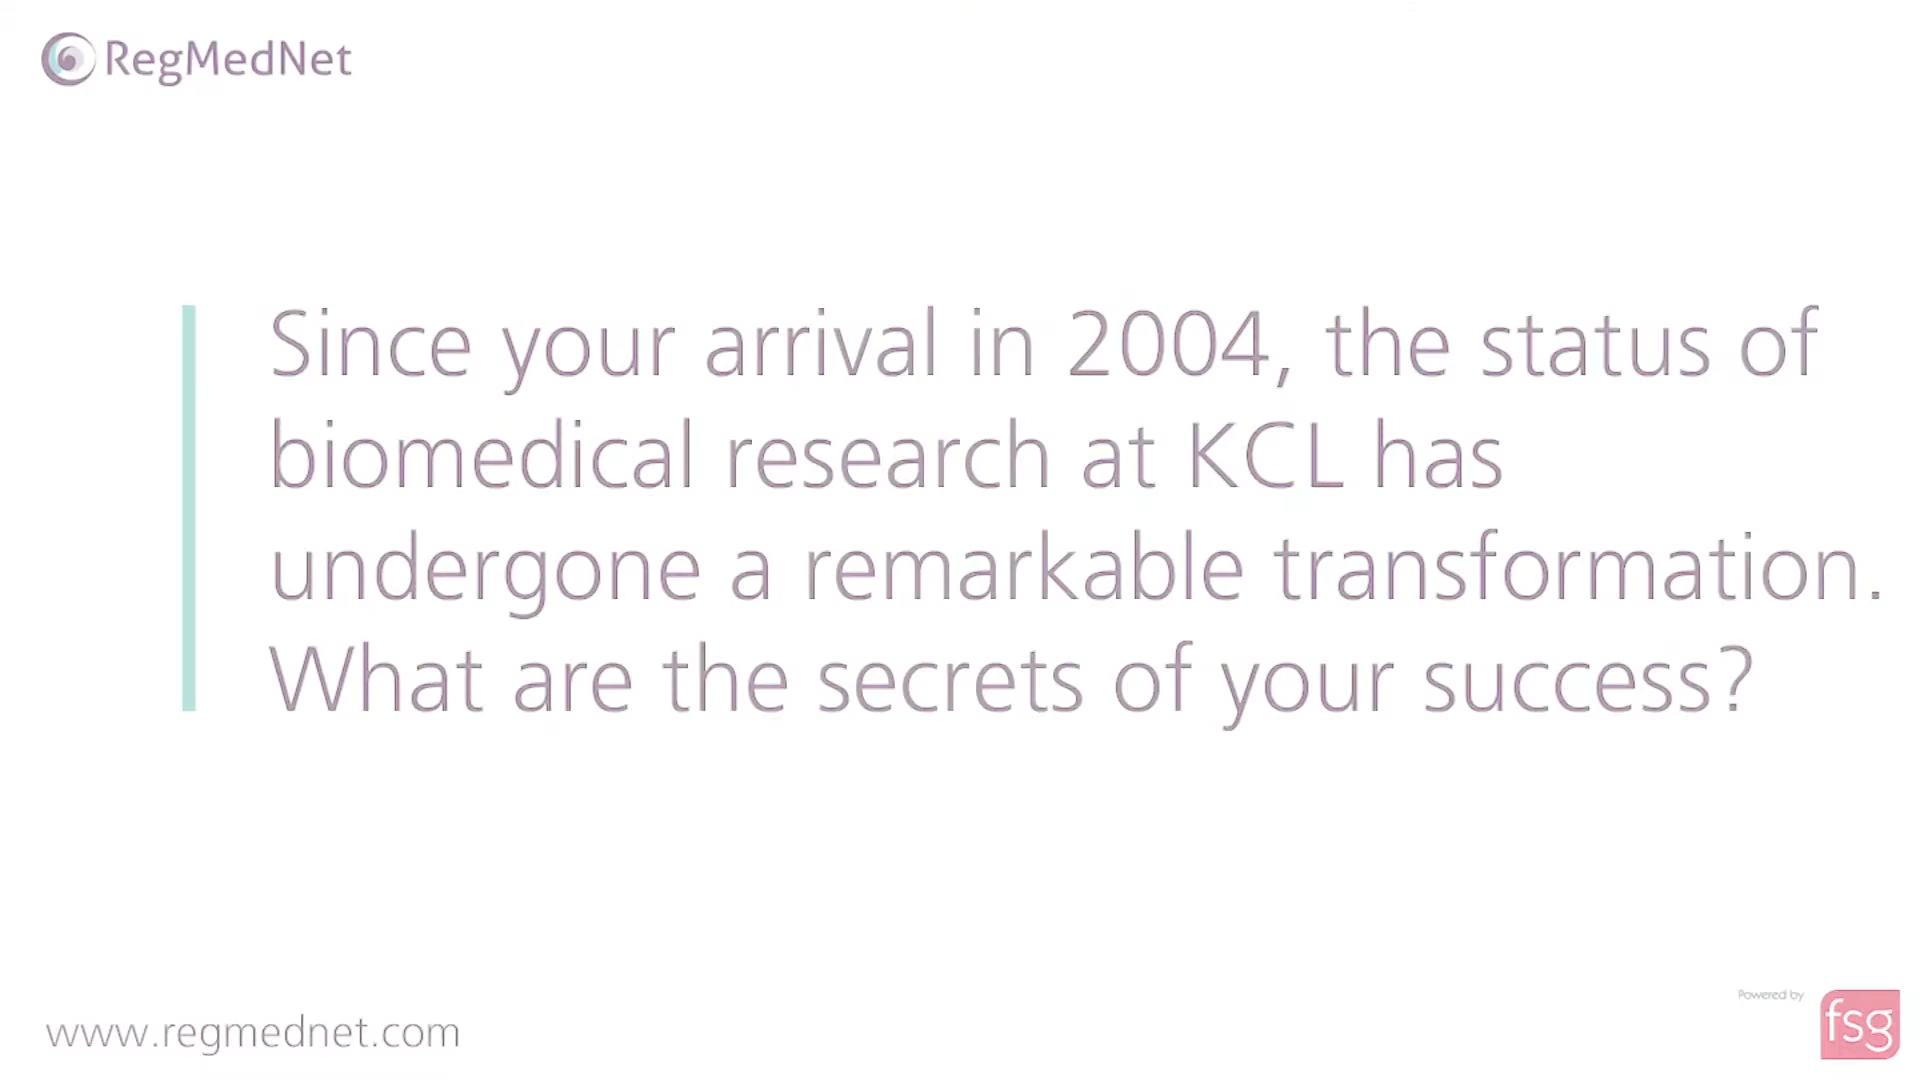 RegMedNet
Since your arrival in 2004, the status of
biomedical research at KCL has
undergone a remarkable transformation.
What are the secrets of your success?
Powered by
fsg
www.regmednet.com